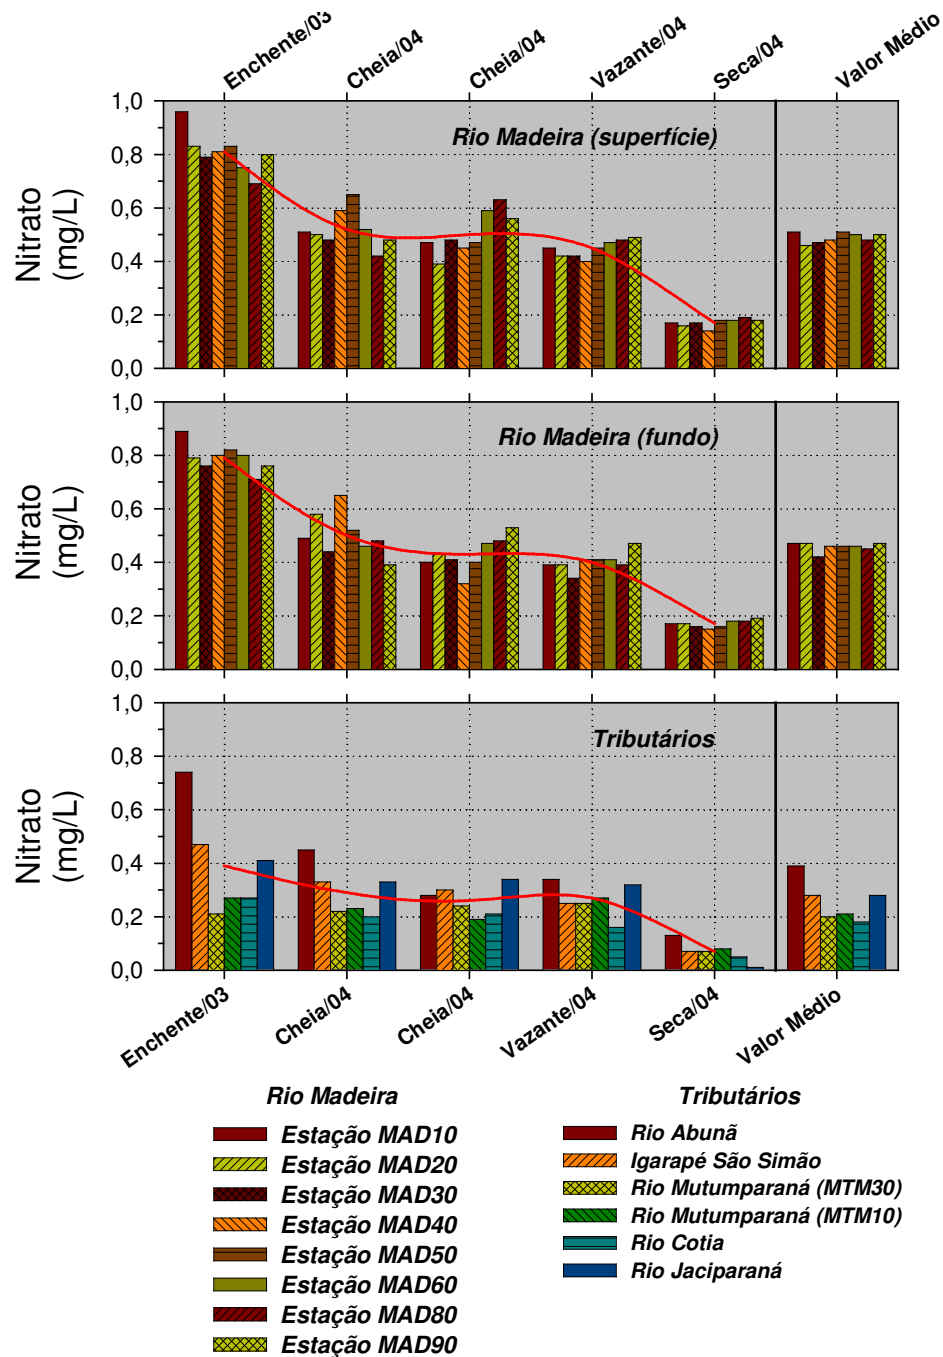 Enchente/03
Cheia/04
Cheia/04
Vazante/04
Seca/04
Valor Médio
Nitrato
(mg/L)
1,0
0,8
0,6
0,4
0,2
0,0
Rio Madeira (superfície)
Nitrato
(mg/L)
1,0
0,8
0,6
0,4
0,2
0,0
Rio Madeira (fundo)
Nitrato
(mg/L)
1,0
0,8
0,6
0,4
0,2
0,0
Tributários
Enchente/03
Cheia/04
Cheia/04
Vazante/04
Seca/04
Valor Médio
Rio Madeira
Estação MAD10
Estação MAD20
Estação MAD30
Estação MAD40
Estação MAD50
Estação MAD60
Estação MAD80
Estação MAD90
Tributários
Rio Abunã
Igarapé São Simão
Rio Mutumparaná (MTM30)
Rio Mutumparaná (MTM10)
Rio Cotia
Rio Jaciparaná